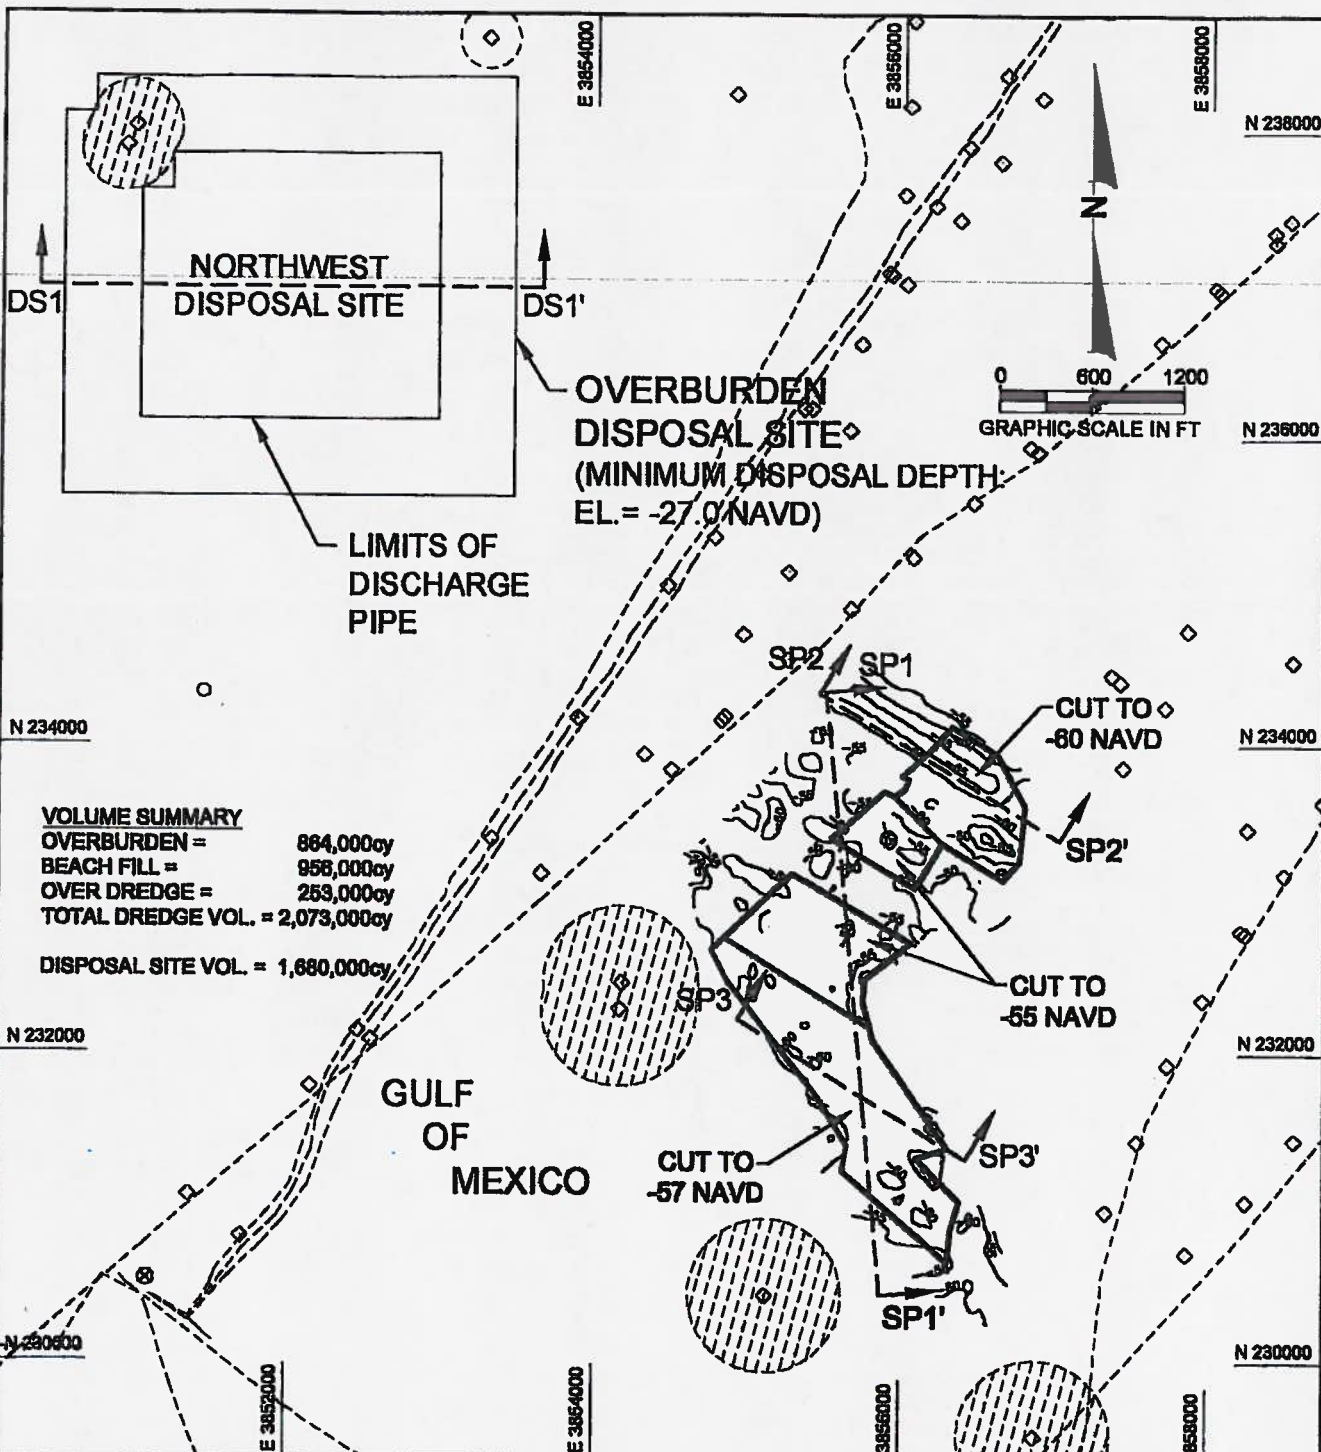 E 3854000
E 3856000
E 3858000
N 238000
N
NORTHWEST
DISPOSAL SITE
DS1
DS1'
0 600 1200
GRAPHIC SCALE IN FT
OVERBURDEN
DISPOSAL SITE
(MINIMUM DISPOSAL DEPTH:
EL.= -27.0 NAVD)
N 236000
LIMITS OF
DISCHARGE
PIPE
SP2
SP1
N 234000
CUT TO
-60 NAVD
N 234000
VOLUME SUMMARY
OVERBURDEN = 864,000cy
BEACH FILL = 956,000cy
OVER DREDGE = 253,000cy
TOTAL DREDGE VOL. = 2,073,000cy
DISPOSAL SITE VOL. = 1,680,000cy
SP2'
SP3
CUT TO
-55 NAVD
N 232000
N 232000
GULF
OF
MEXICO
CUT TO
-57 NAVD
SP3'
SP1'
N 230000
N 230000
E 3852000
E 3854000
3856000
858000